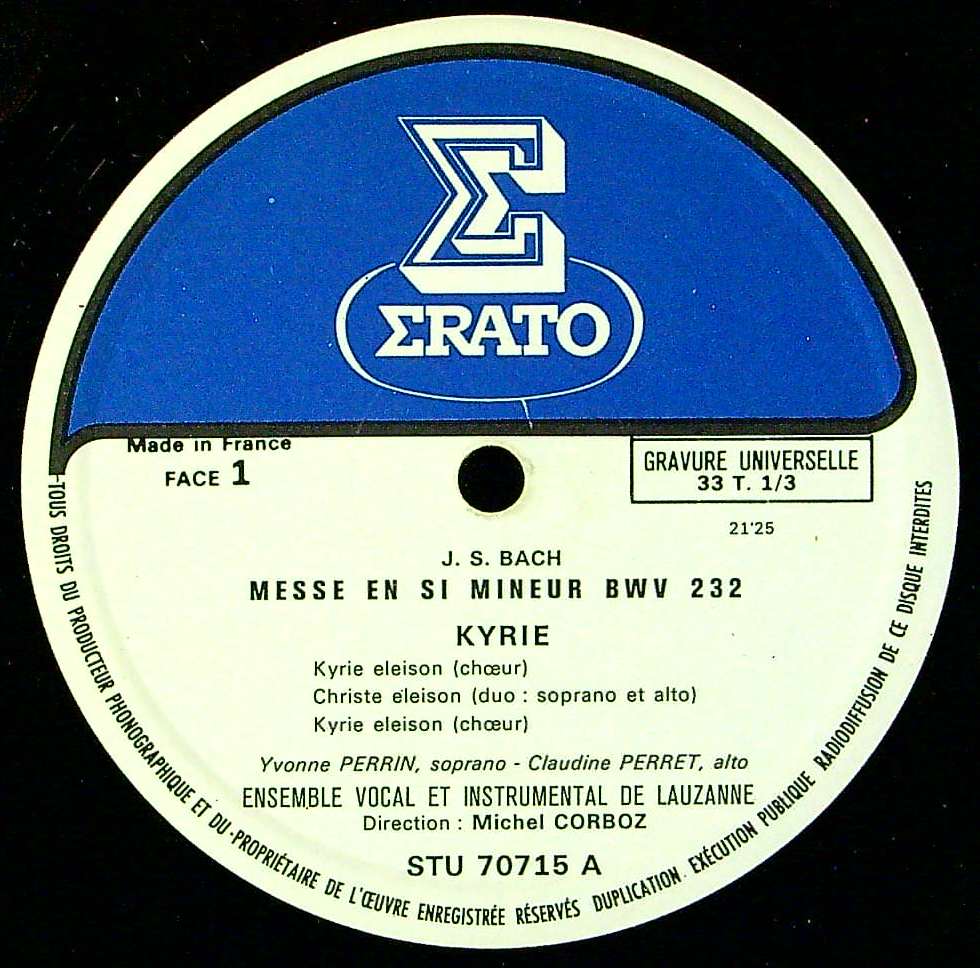 ΣRATO
Made in France
FACE 1
GRAVURE UNIVERSELLE
33 T. 1/3
21'25
J. S. BACH
MESSE EN SI MINEUR BWV 232
KYRIE
Kyrie eleison (chœur)
Christe eleison (duo : soprano et alto)
Kyrie eleison (chœur)
Yvonne PERRIN, soprano - Claudine PERRET, alto
ENSEMBLE VOCAL ET INSTRUMENTAL DE LAUZANNE
Direction : Michel CORBOZ
STU 70715 A
-TOUS DROITS DU PRODUCTEUR PHONOGRAPHIQUE ET DU -PROPRIÉTAIRE DE L'ŒUVRE ENREGISTRÉE RÉSERVÉS DUPLICATION. EXÉCUTION PUBLIQUE RADIODIFFUSION DE CE DISQUE INTERDITES